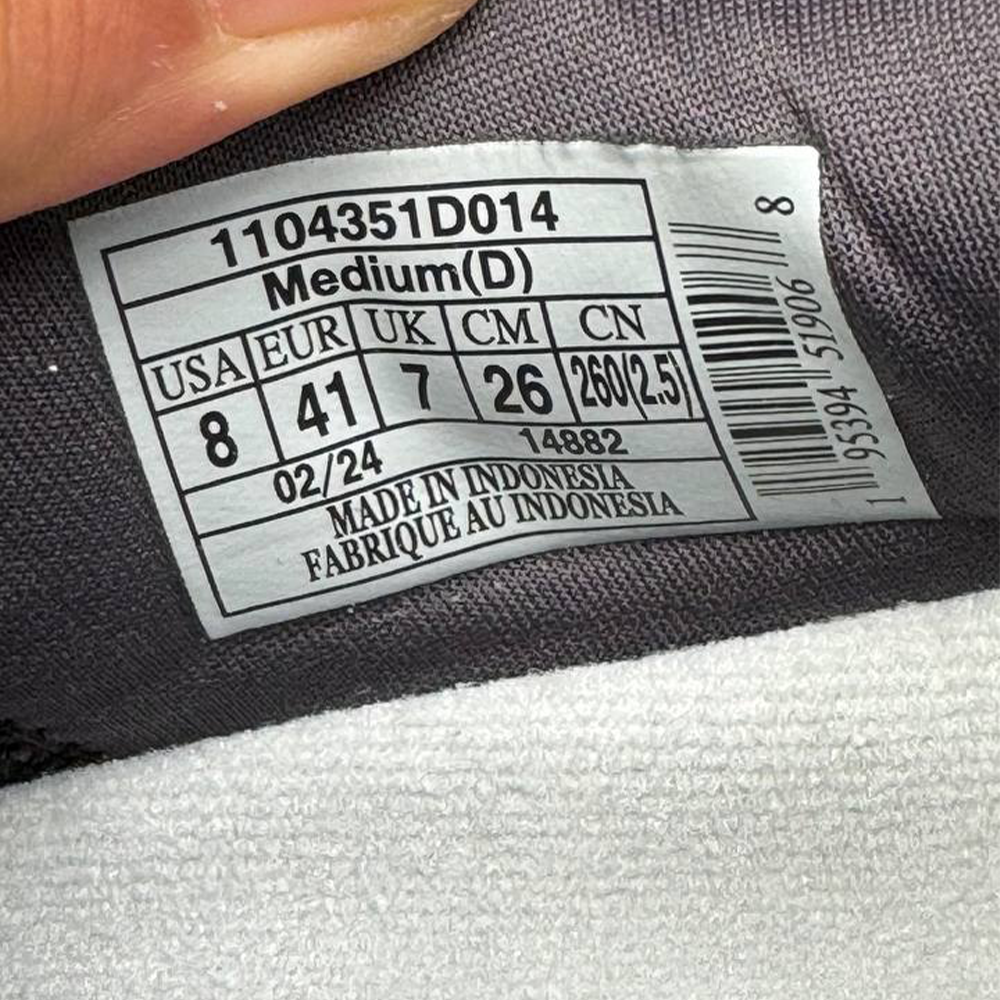 1104351D014
Medium(D)
USA EUR UK CM CN
8 41 7 26 260(2.5)
02/24 14882
MADE IN INDONESIA
FABRIQUE AU INDONESIA
1 95394 51906 8